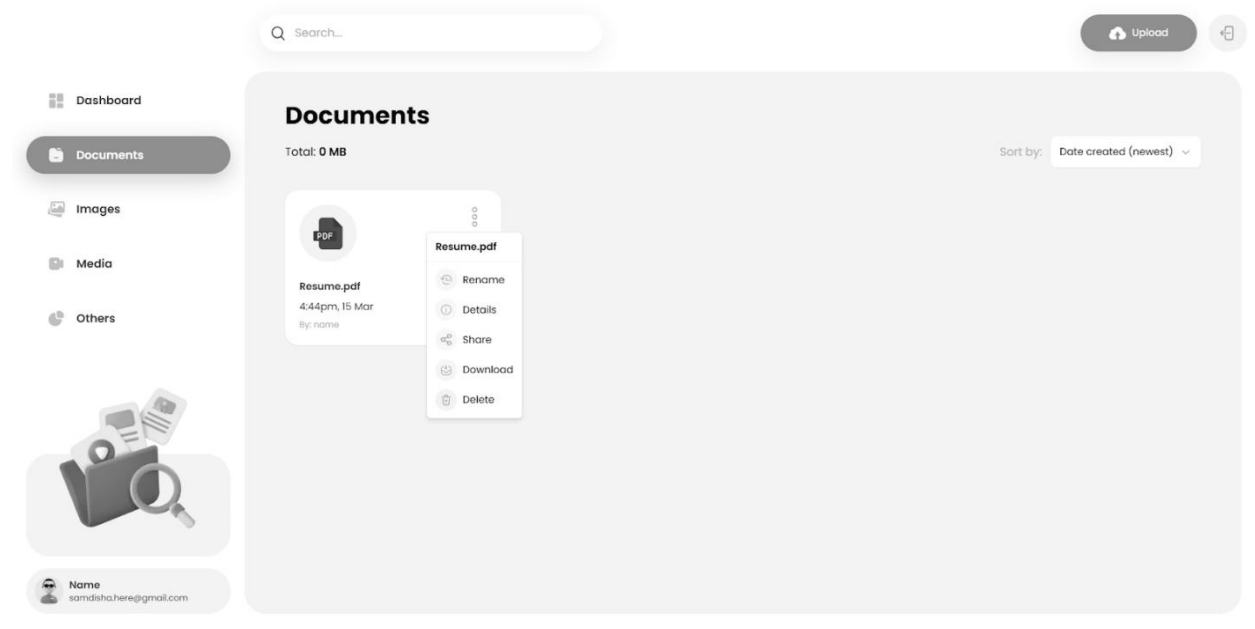 Search...
Upload
Dashboard
Documents
Images
Media
Others
Name
samdisha.here@gmail.com
Documents
Total: 0 MB
Sort by: Date created (newest)
PDF
Resume.pdf
4:44pm, 15 Mar
By: name
Resume.pdf
Rename
Details
Share
Download
Delete